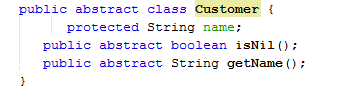 public abstract class Customer {
protected String name;
public abstract boolean isNil();
public abstract String getName();
}